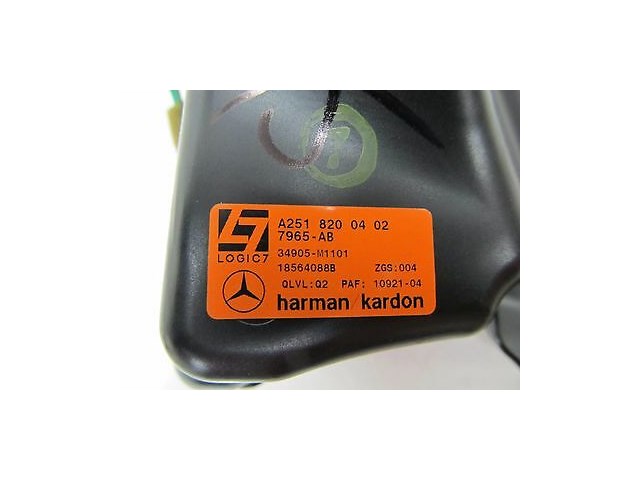 A251 820 04 02
7965-AB
LOGIC7
34905-M1101
18564088B ZGS:004
QLVL:Q2 PAF: 10921-04
harman/kardon